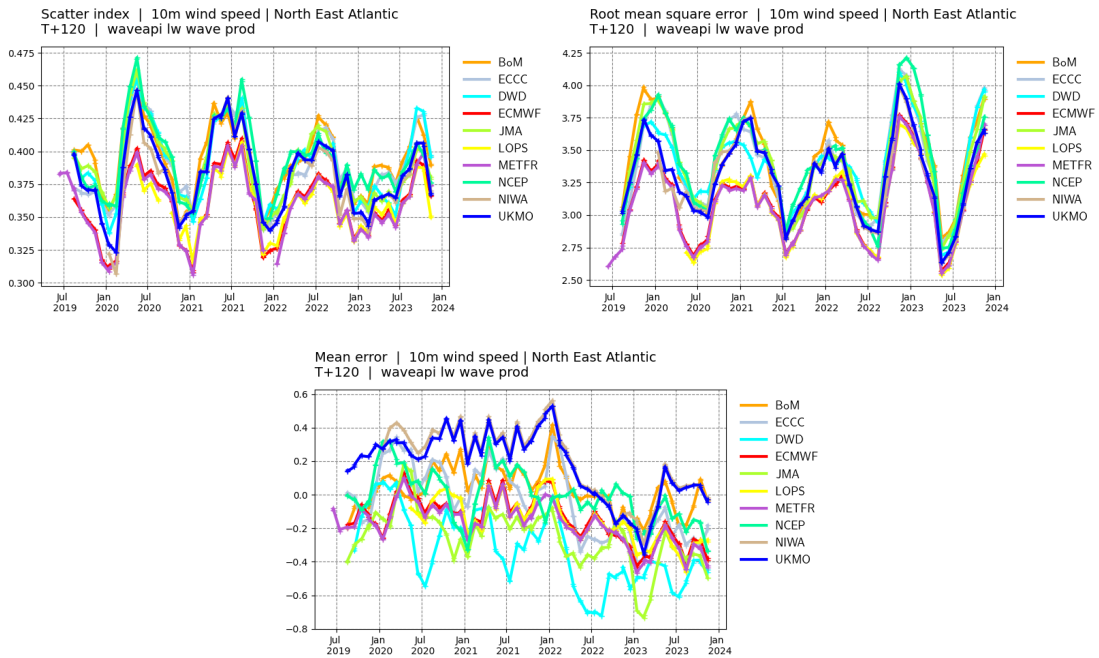 Scatter index | 10m wind speed | North East Atlantic
T+120 | waveapi lw wave prod
0.475
0.450
0.425
0.400
0.375
0.350
0.325
0.300
Jul
2019
Jan
2020
Jul
2020
Jan
2021
Jul
2021
Jan
2022
Jul
2022
Jan
2023
Jul
2023
Jan
2024
BoM
ECCC
DWD
ECMWF
JMA
LOPS
METFR
NCEP
NIWA
UKMO
Root mean square error | 10m wind speed | North East Atlantic
T+120 | waveapi lw wave prod
4.25
4.00
3.75
3.50
3.25
3.00
2.75
2.50
Jul
2019
Jan
2020
Jul
2020
Jan
2021
Jul
2021
Jan
2022
Jul
2022
Jan
2023
Jul
2023
Jan
2024
BoM
ECCC
DWD
ECMWF
JMA
LOPS
METFR
NCEP
NIWA
UKMO
Mean error | 10m wind speed | North East Atlantic
T+120 | waveapi lw wave prod
0.6
0.4
0.2
0.0
−0.2
−0.4
−0.6
−0.8
Jul
2019
Jan
2020
Jul
2020
Jan
2021
Jul
2021
Jan
2022
Jul
2022
Jan
2023
Jul
2023
Jan
2024
BoM
ECCC
DWD
ECMWF
JMA
LOPS
METFR
NCEP
NIWA
UKMO